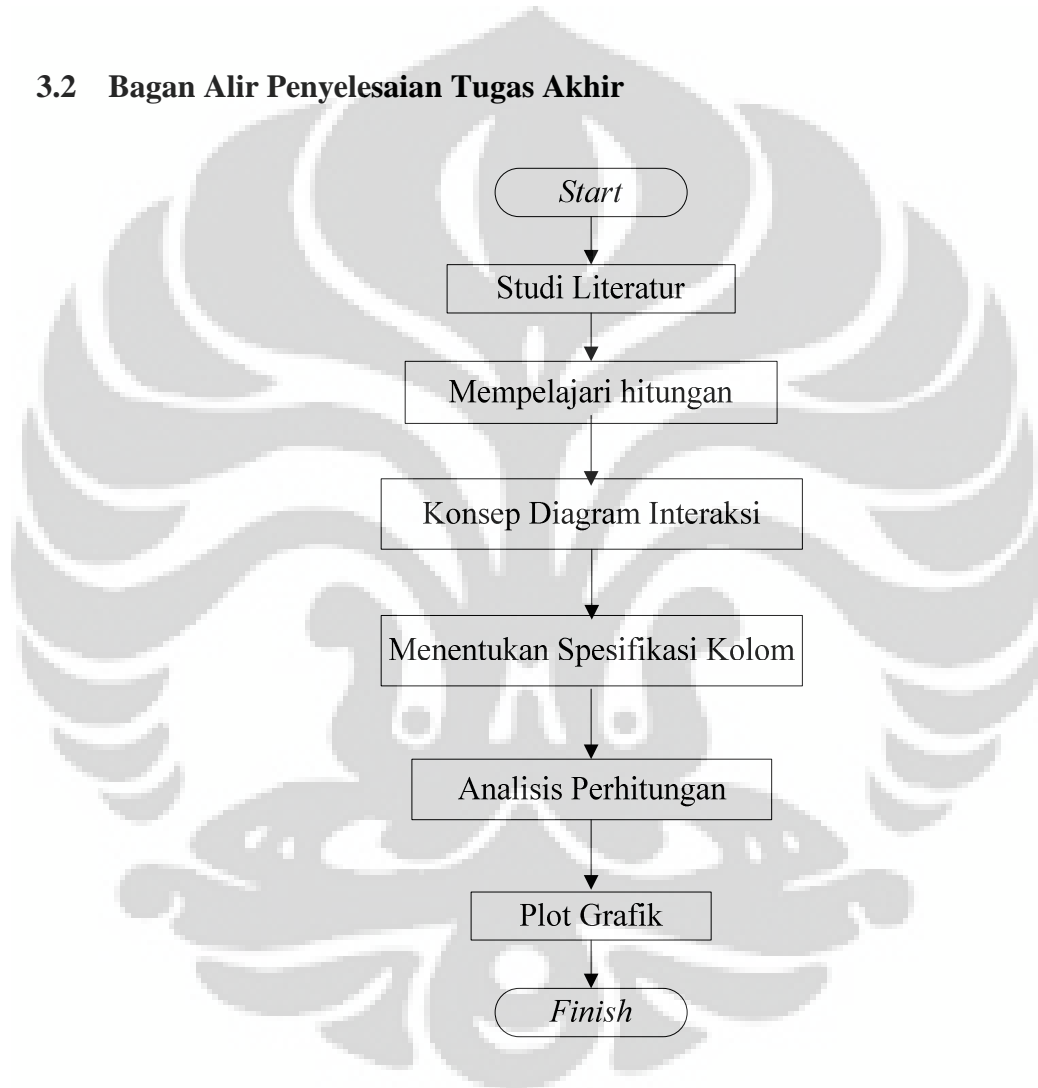 3.2 Bagan Alir Penyelesaian Tugas Akhir
Start
Studi Literatur
Mempelajari hitungan
Konsep Diagram Interaksi
Menentukan Spesifikasi Kolom
Analisis Perhitungan
Plot Grafik
Finish